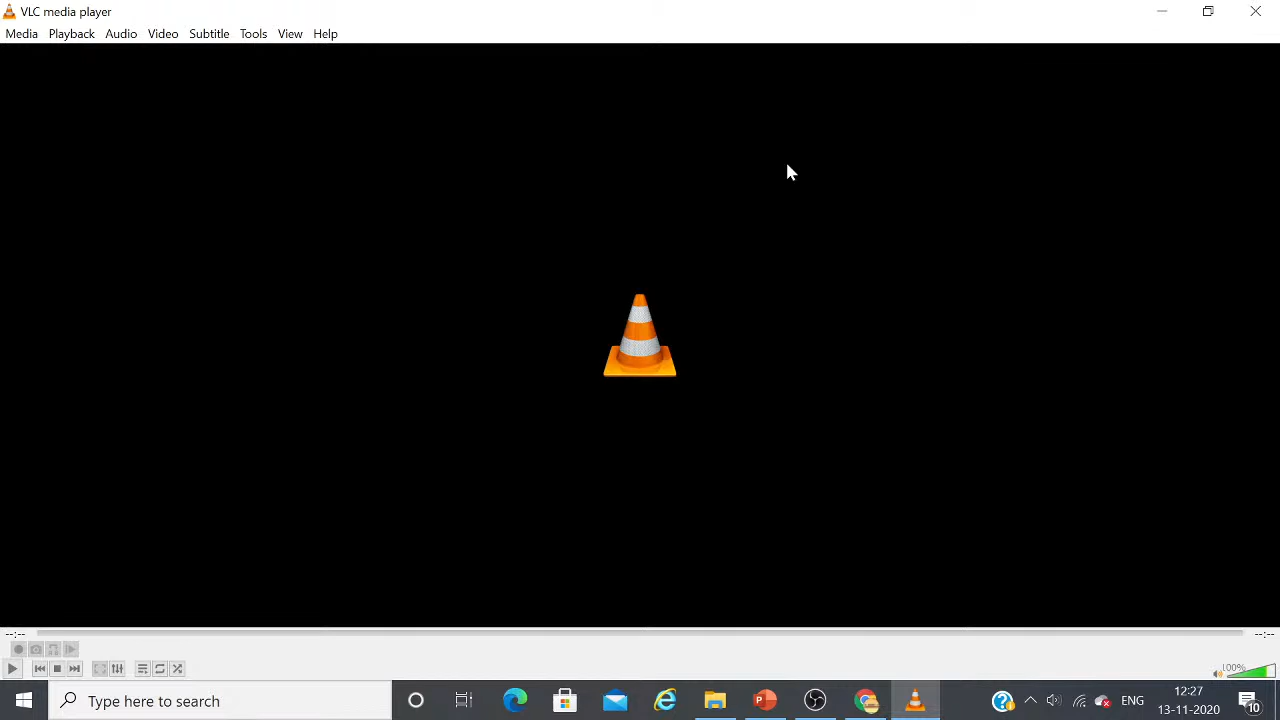 VLC media player
Media Playback Audio Video Subtitle Tools View Help
--:-- --:--
100%
Type here to search
ENG
12:27
13-11-2020
10